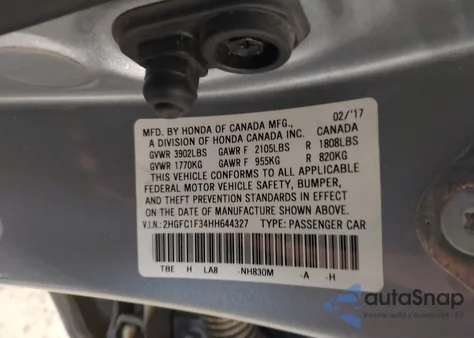 02/'17
MFD. BY HONDA OF CANADA MFG.,
A DIVISION OF HONDA CANADA INC. CANADA
GVWR 3902LBS GAWR F 2105LBS R 1808LBS
GVWR 1770KG GAWR F 955KG R 820KG
THIS VEHICLE CONFORMS TO ALL APPLICABLE
FEDERAL MOTOR VEHICLE SAFETY, BUMPER,
AND THEFT PREVENTION STANDARDS IN EFFECT
ON THE DATE OF MANUFACTURE SHOWN ABOVE.
V.I.N.: 2HGFC1F34HH644327 TYPE: PASSENGER CAR
TBE H LA8 -NH830M -A -H
autoSnap